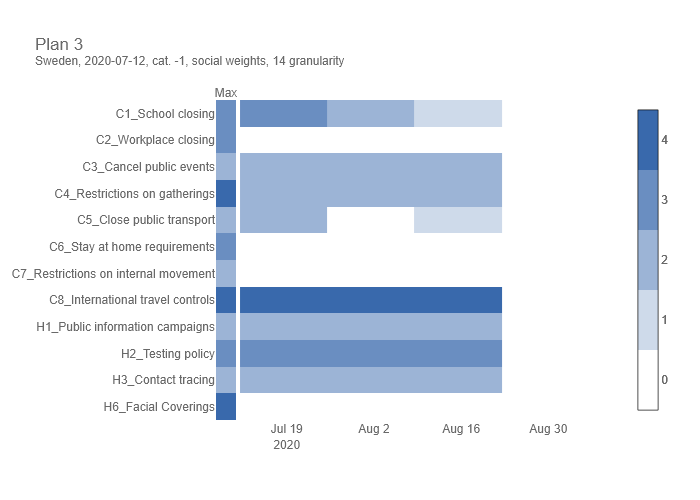 Plan 3
Sweden, 2020-07-12, cat. -1, social weights, 14 granularity
Max
C1_School closing
C2_Workplace closing
C3_Cancel public events
C4_Restrictions on gatherings
C5_Close public transport
C6_Stay at home requirements
C7_Restrictions on internal movement
C8_International travel controls
H1_Public information campaigns
H2_Testing policy
H3_Contact tracing
H6_Facial Coverings
Jul 19 Aug 2 Aug 16 Aug 30
2020
4
3
2
1
0